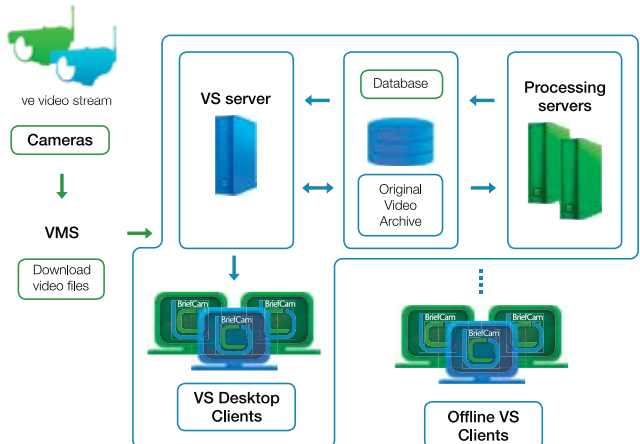 ve video stream
Cameras
VMS
Download
video files
VS server
Database
Original
Video
Archive
Processing
servers
BriefCam
BriefCam
BriefCam
VS Desktop
Clients
BriefCam
BriefCam
BriefCam
Offline VS
Clients